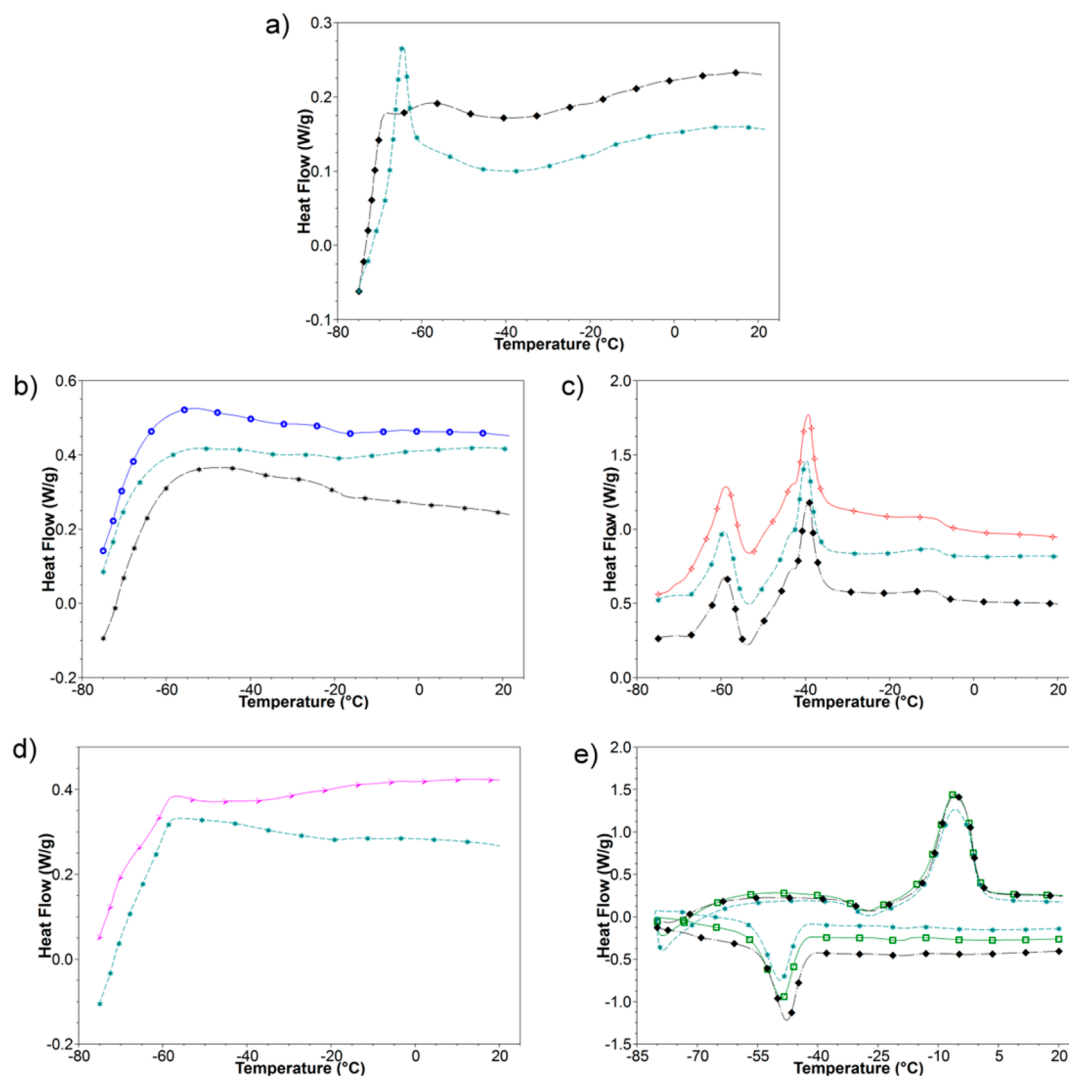 a)
Heat Flow (W/g)
0.3
0.2
0.1
0.0
-0.1
-80 -60 -40 -20 0 20
Temperature (°C)
b)
Heat Flow (W/g)
0.6
0.4
0.2
0.0
-0.2
-80 -60 -40 -20 0 20
Temperature (°C)
c)
Heat Flow (W/g)
2.0
1.5
1.0
0.5
0.0
-80 -60 -40 -20 0 20
Temperature (°C)
d)
Heat Flow (W/g)
0.4
0.2
0.0
-0.2
-80 -60 -40 -20 0 20
Temperature (°C)
e)
Heat Flow (W/g)
2.0
1.5
1.0
0.5
0.0
-0.5
-1.0
-1.5
-85 -70 -55 -40 -25 -10 5 20
Temperature (°C)